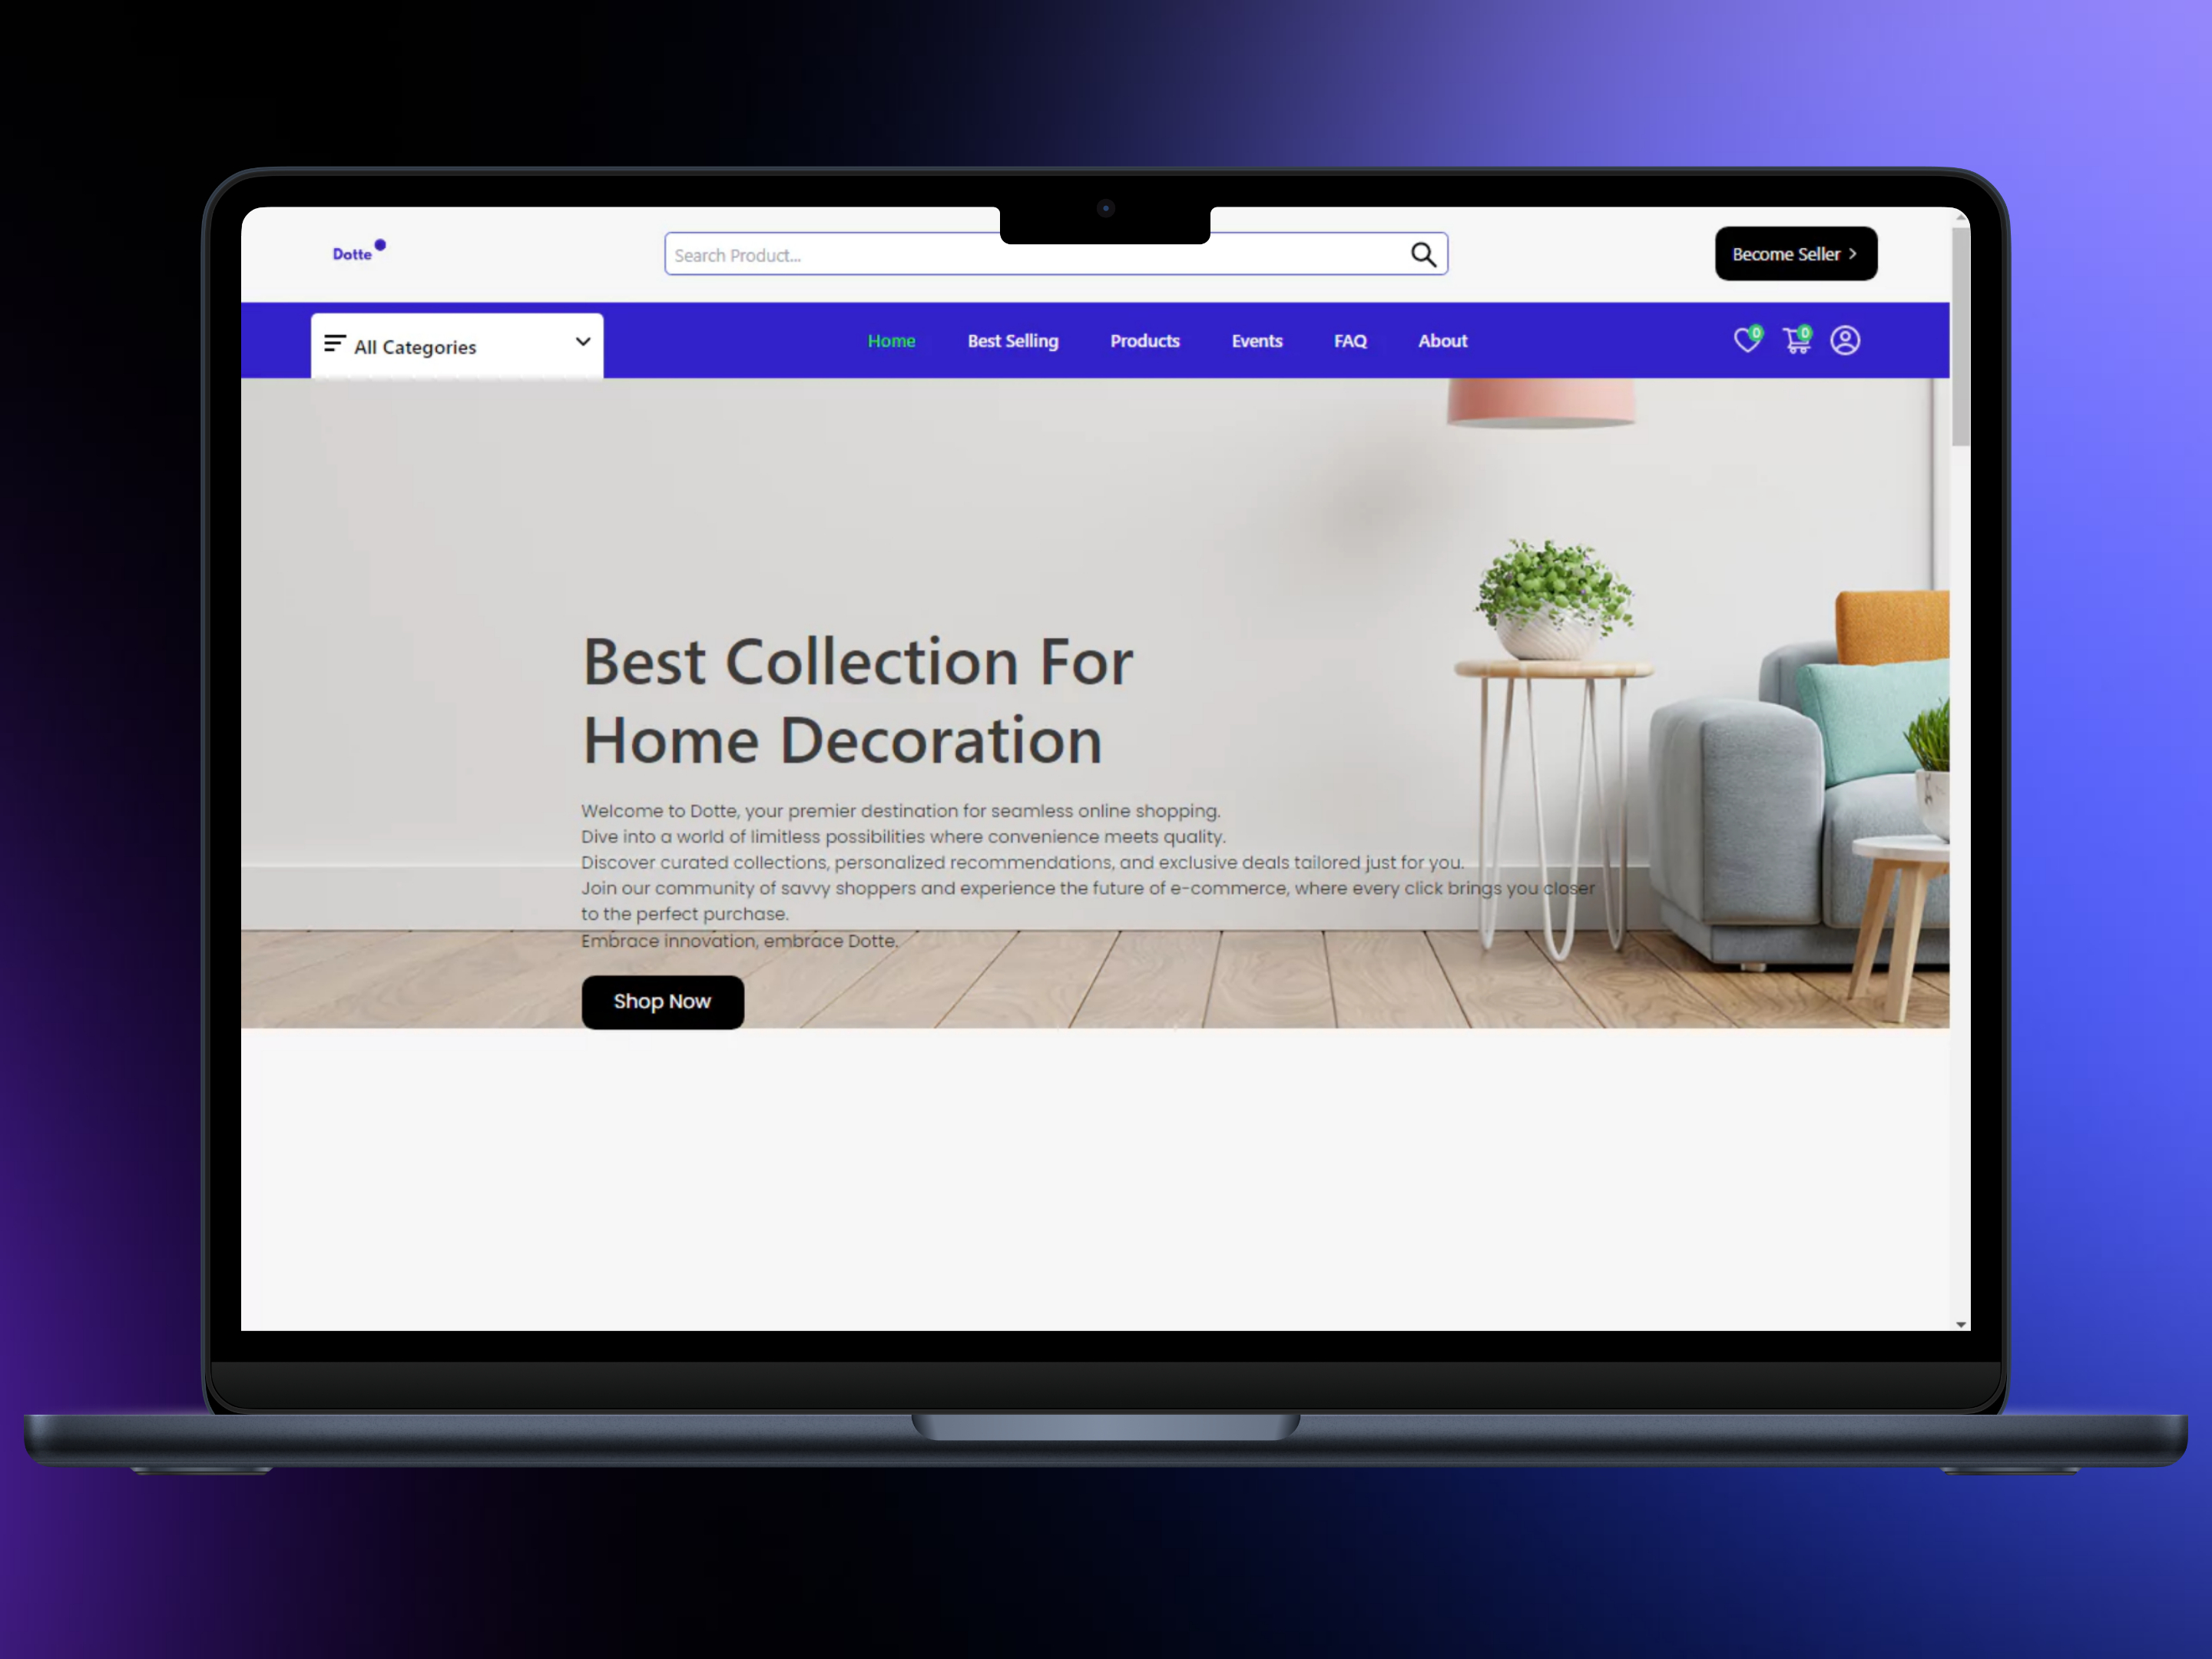 Dotte
Search Product...
Become Seller >
All Categories
Home
Best Selling
Products
Events
FAQ
About
0
0
Best Collection For
Home Decoration
Welcome to Dotte, your premier destination for seamless online shopping.
Dive into a world of limitless possibilities where convenience meets quality.
Discover curated collections, personalized recommendations, and exclusive deals tailored just for you.
Join our community of savvy shoppers and experience the future of e-commerce, where every click brings you closer
to the perfect purchase.
Embrace innovation, embrace Dotte.
Shop Now